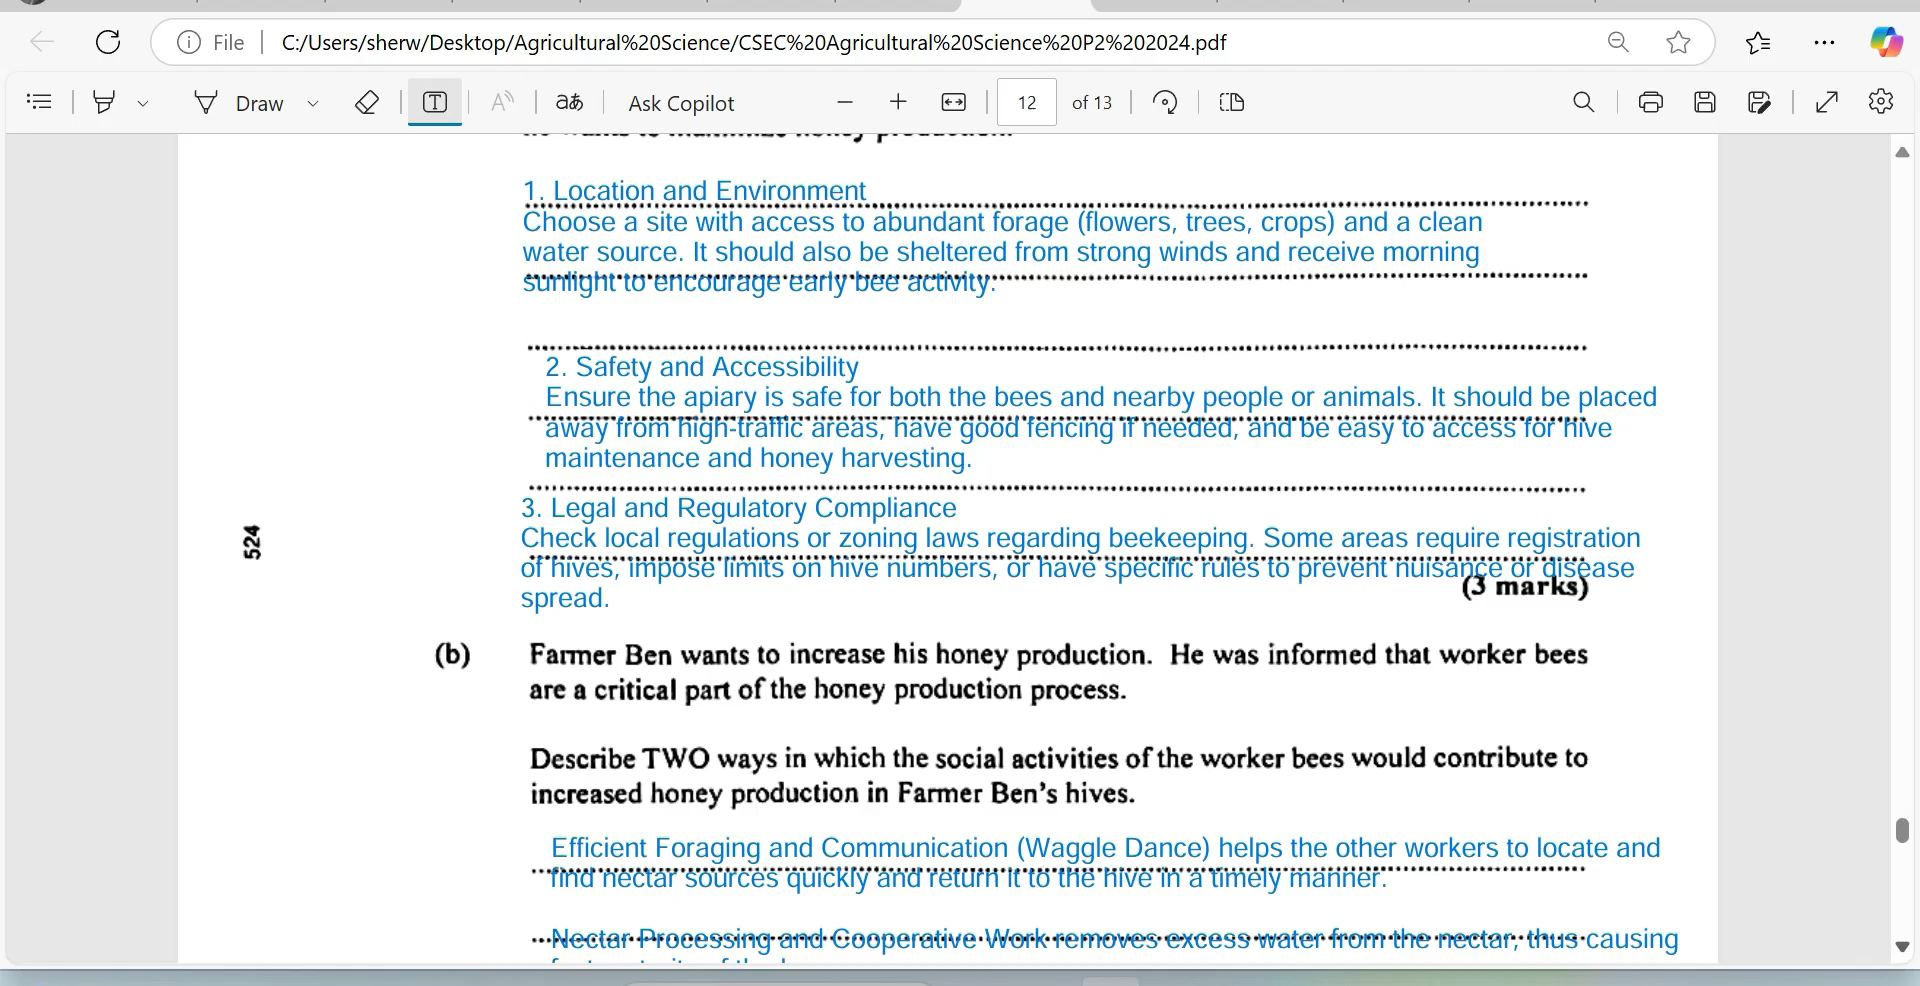 File
C:/Users/sherw/Desktop/Agricultural%20Science/CSEC%20Agricultural%20Science%20P2%202024.pdf
Draw
Ask Copilot
12
of 13
he wants to maximize honey production.
1. Location and Environment
Choose a site with access to abundant forage (flowers, trees, crops) and a clean
water source. It should also be sheltered from strong winds and receive morning
sunlight to encourage early bee activity.
2. Safety and Accessibility
Ensure the apiary is safe for both the bees and nearby people or animals. It should be placed
away from high-traffic areas, have good fencing if needed, and be easy to access for hive
maintenance and honey harvesting.
3. Legal and Regulatory Compliance
Check local regulations or zoning laws regarding beekeeping. Some areas require registration
of hives, impose limits on hive numbers, or have specific rules to prevent nuisance or disease
spread.
(3 marks)
524
(b) Farmer Ben wants to increase his honey production. He was informed that worker bees
are a critical part of the honey production process.
Describe TWO ways in which the social activities of the worker bees would contribute to
increased honey production in Farmer Ben's hives.
Efficient Foraging and Communication (Waggle Dance) helps the other workers to locate and
find nectar sources quickly and return it to the hive in a timely manner.
Nectar Processing and Cooperative Work removes excess water from the nectar, thus causing